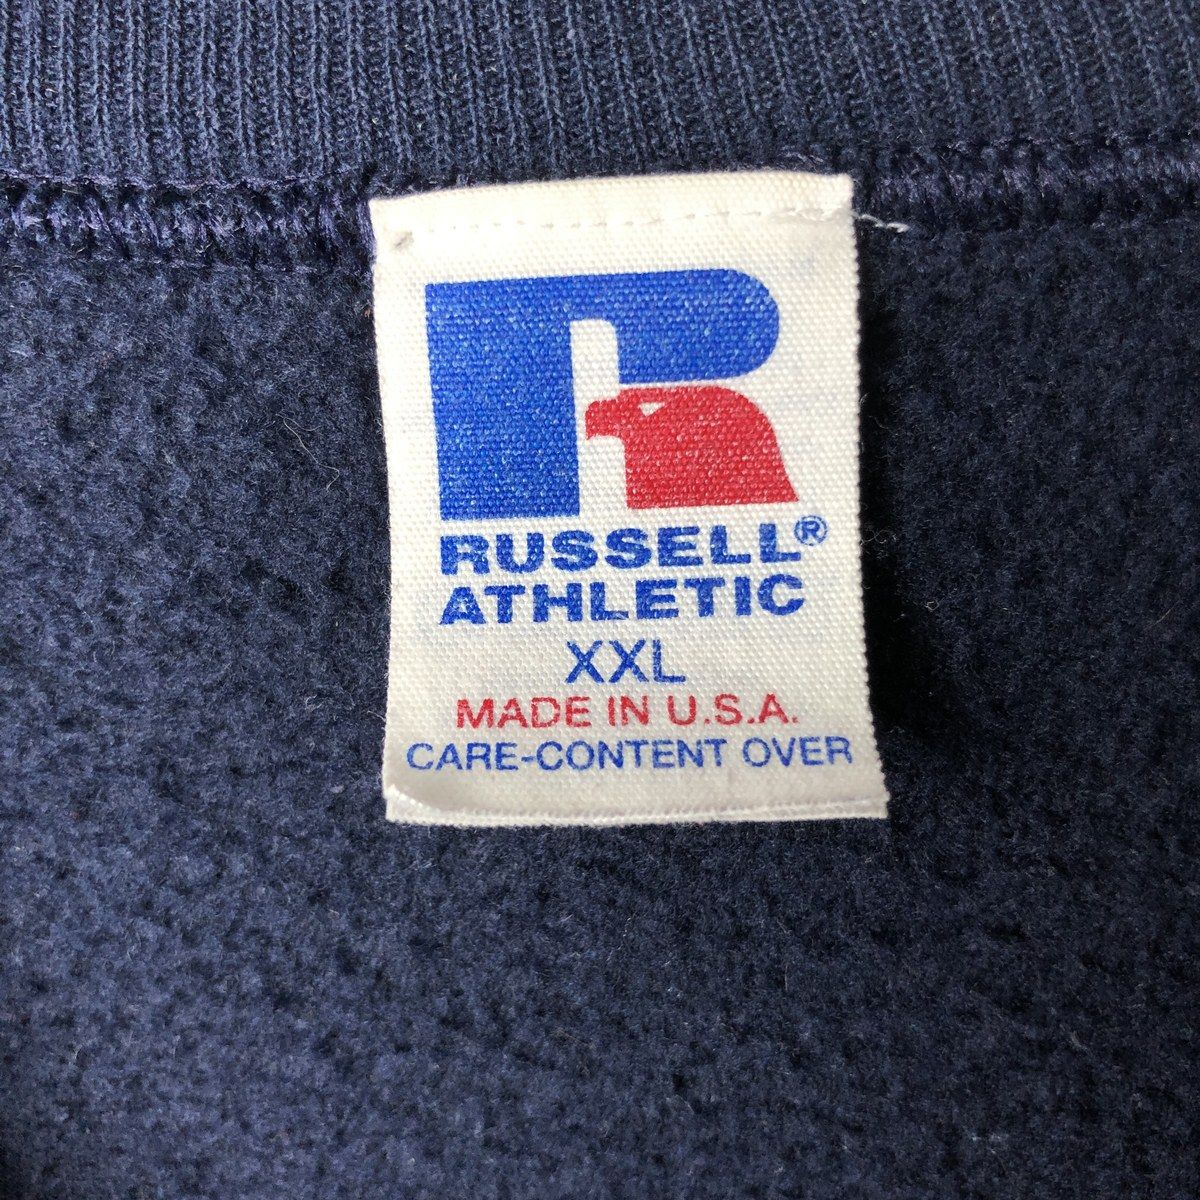 RUSSELL®
ATHLETIC
XXL
MADE IN U.S.A.
CARE-CONTENT OVER